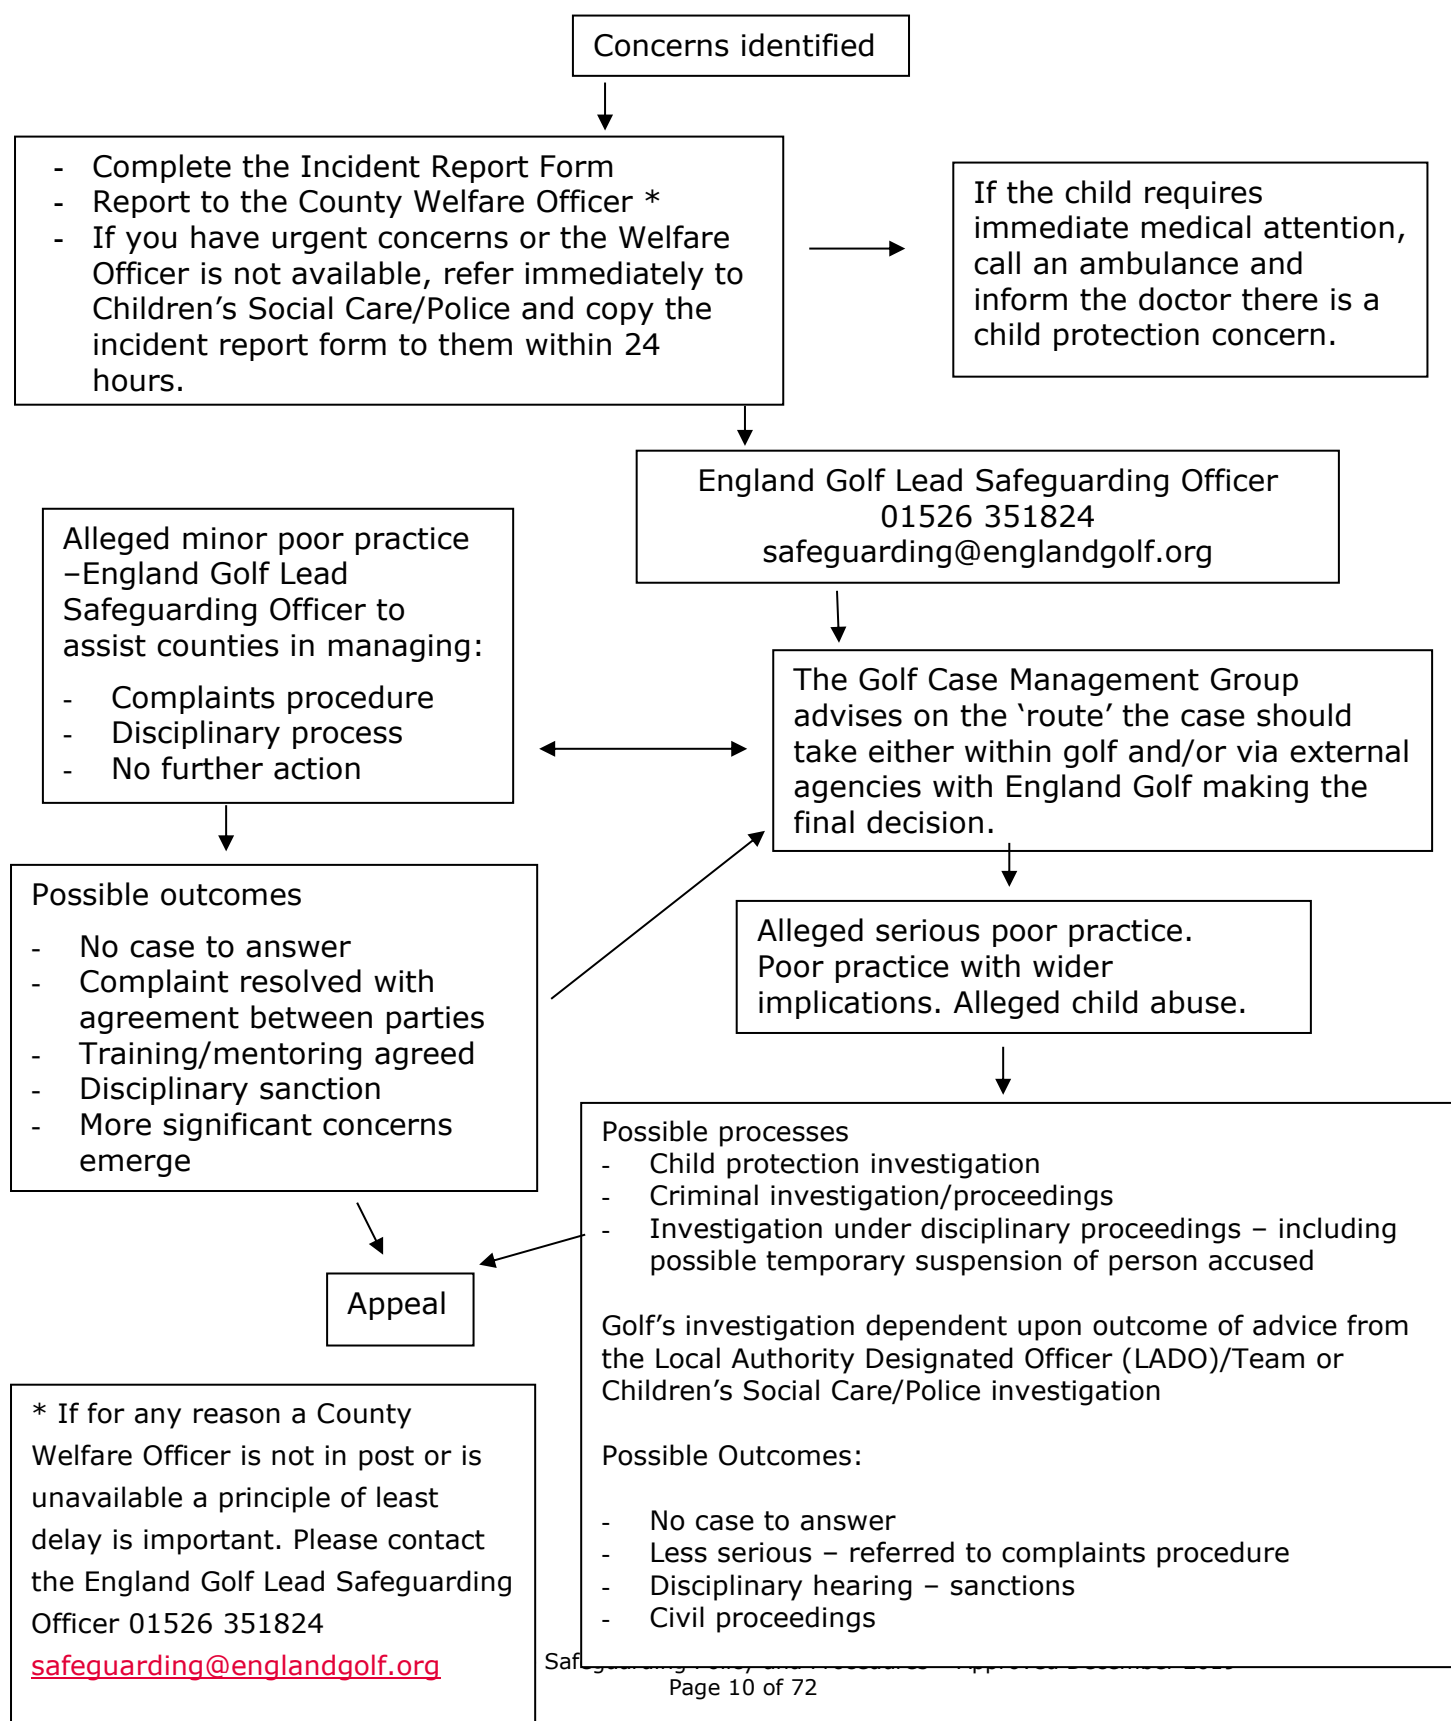 Concerns identified
- Complete the Incident Report Form
- Report to the County Welfare Officer *
- If you have urgent concerns or the Welfare
Officer is not available, refer immediately to
Children’s Social Care/Police and copy the
incident report form to them within 24
hours.
If the child requires
immediate medical attention,
call an ambulance and
inform the doctor there is a
child protection concern.
England Golf Lead Safeguarding Officer
01526 351824
safeguarding@englandgolf.org
Alleged minor poor practice
–England Golf Lead
Safeguarding Officer to
assist counties in managing:
- Complaints procedure
- Disciplinary process
- No further action
The Golf Case Management Group
advises on the ‘route’ the case should
take either within golf and/or via external
agencies with England Golf making the
final decision.
Possible outcomes
- No case to answer
- Complaint resolved with
agreement between parties
- Training/mentoring agreed
- Disciplinary sanction
- More significant concerns
emerge
Alleged serious poor practice.
Poor practice with wider
implications. Alleged child abuse.
Possible processes
- Child protection investigation
- Criminal investigation/proceedings
- Investigation under disciplinary proceedings – including
possible temporary suspension of person accused
Golf’s investigation dependent upon outcome of advice from
the Local Authority Designated Officer (LADO)/Team or
Children’s Social Care/Police investigation
Possible Outcomes:
- No case to answer
- Less serious – referred to complaints procedure
- Disciplinary hearing – sanctions
- Civil proceedings
Appeal
* If for any reason a County
Welfare Officer is not in post or is
unavailable a principle of least
delay is important. Please contact
the England Golf Lead Safeguarding
Officer 01526 351824
safeguarding@englandgolf.org
Safeguarding Policy and Procedures – Approved December
Page 10 of 72